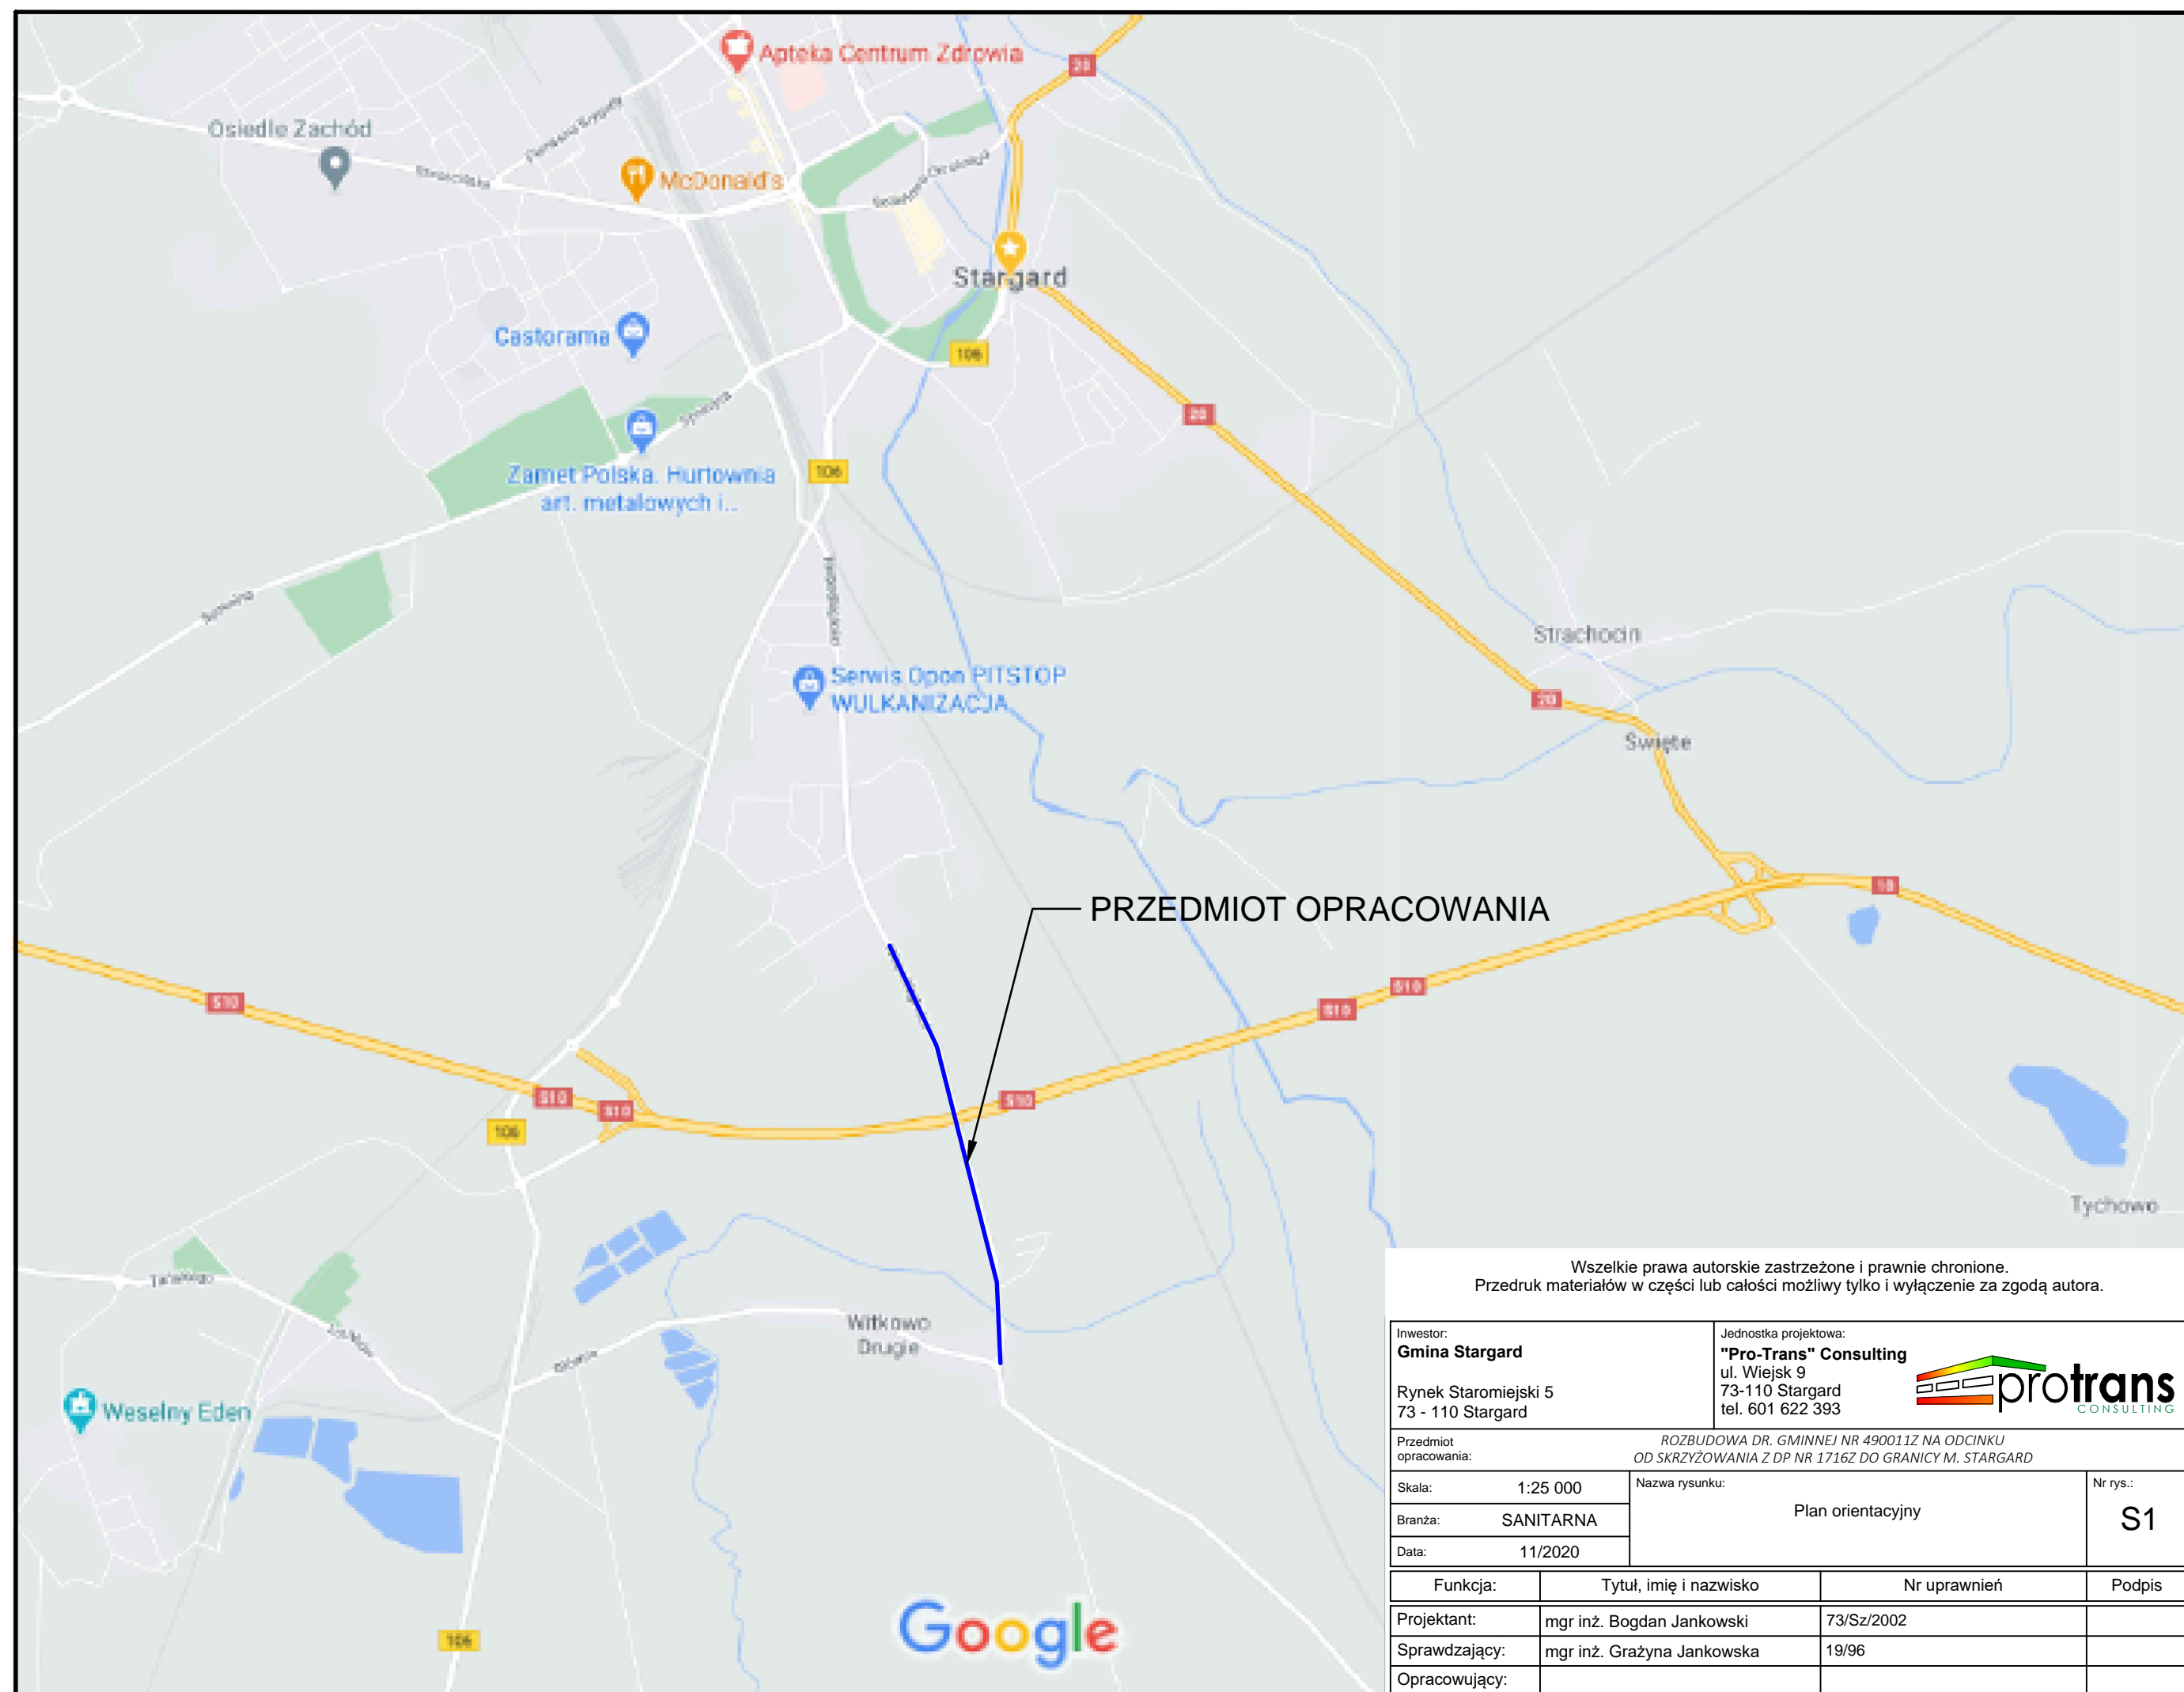 Apteka Centrum Zdrowia
20
Osiedle Zachód
McDonald's
Stargard
Castorama
106
20
Spokojna
106
Zamet Polska. Hurtownia
art. metalowych i...
Strachocin
Serwis Opon PITSTOP
WULKANIZACJA
20
Święte
10
PRZEDMIOT OPRACOWANIA
S10
S10
S10
S10
S10
S10
106
Tychowo
Witkowo
Drugie
Weselny Eden
106
Google
Wszelkie prawa autorskie zastrzeżone i prawnie chronione.
Przedruk materiałów w części lub całości możliwy tylko i wyłączenie za zgodą autora.
Inwestor:
Gmina Stargard
Rynek Staromiejski 5
73 - 110 Stargard
Jednostka projektowa:
"Pro-Trans" Consulting
ul. Wiejsk 9
73-110 Stargard
tel. 601 622 393
protrans
CONSULTING
Przedmiot
opracowania:
ROZBUDOWA DR. GMINNEJ NR 490011Z NA ODCINKU
OD SKRZYŻOWANIA Z DP NR 1716Z DO GRANICY M. STARGARD
Skala: 1:25 000
Branża: SANITARNA
Data: 11/2020
Nazwa rysunku:
Plan orientacyjny
Nr rys.:
S1
Funkcja: Tytuł, imię i nazwisko Nr uprawnień Podpis
Projektant: mgr inż. Bogdan Jankowski 73/Sz/2002
Sprawdzający: mgr inż. Grażyna Jankowska 19/96
Opracowujący: